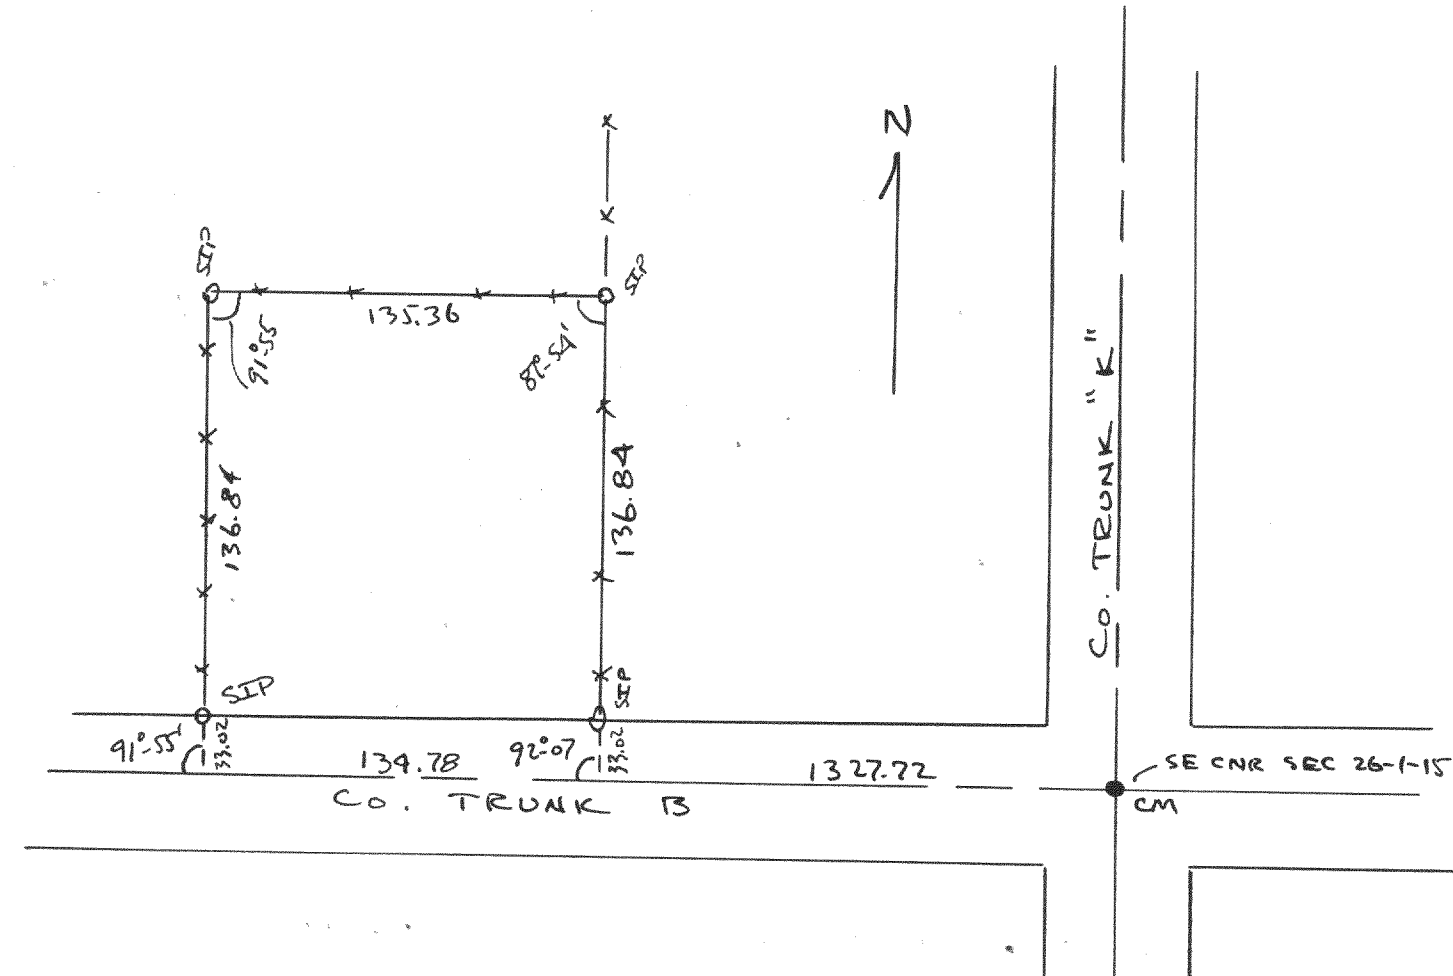 N
SIP
SIP
135.36
91°-55
87°-54'
CO. TRUNK "K"
136.84
136.84
SIP
SIP
91°-55'
33.02
134.78
92°-07
33.02
1327.72
SE CNR SEC 26-1-15
CM
CO. TRUNK B